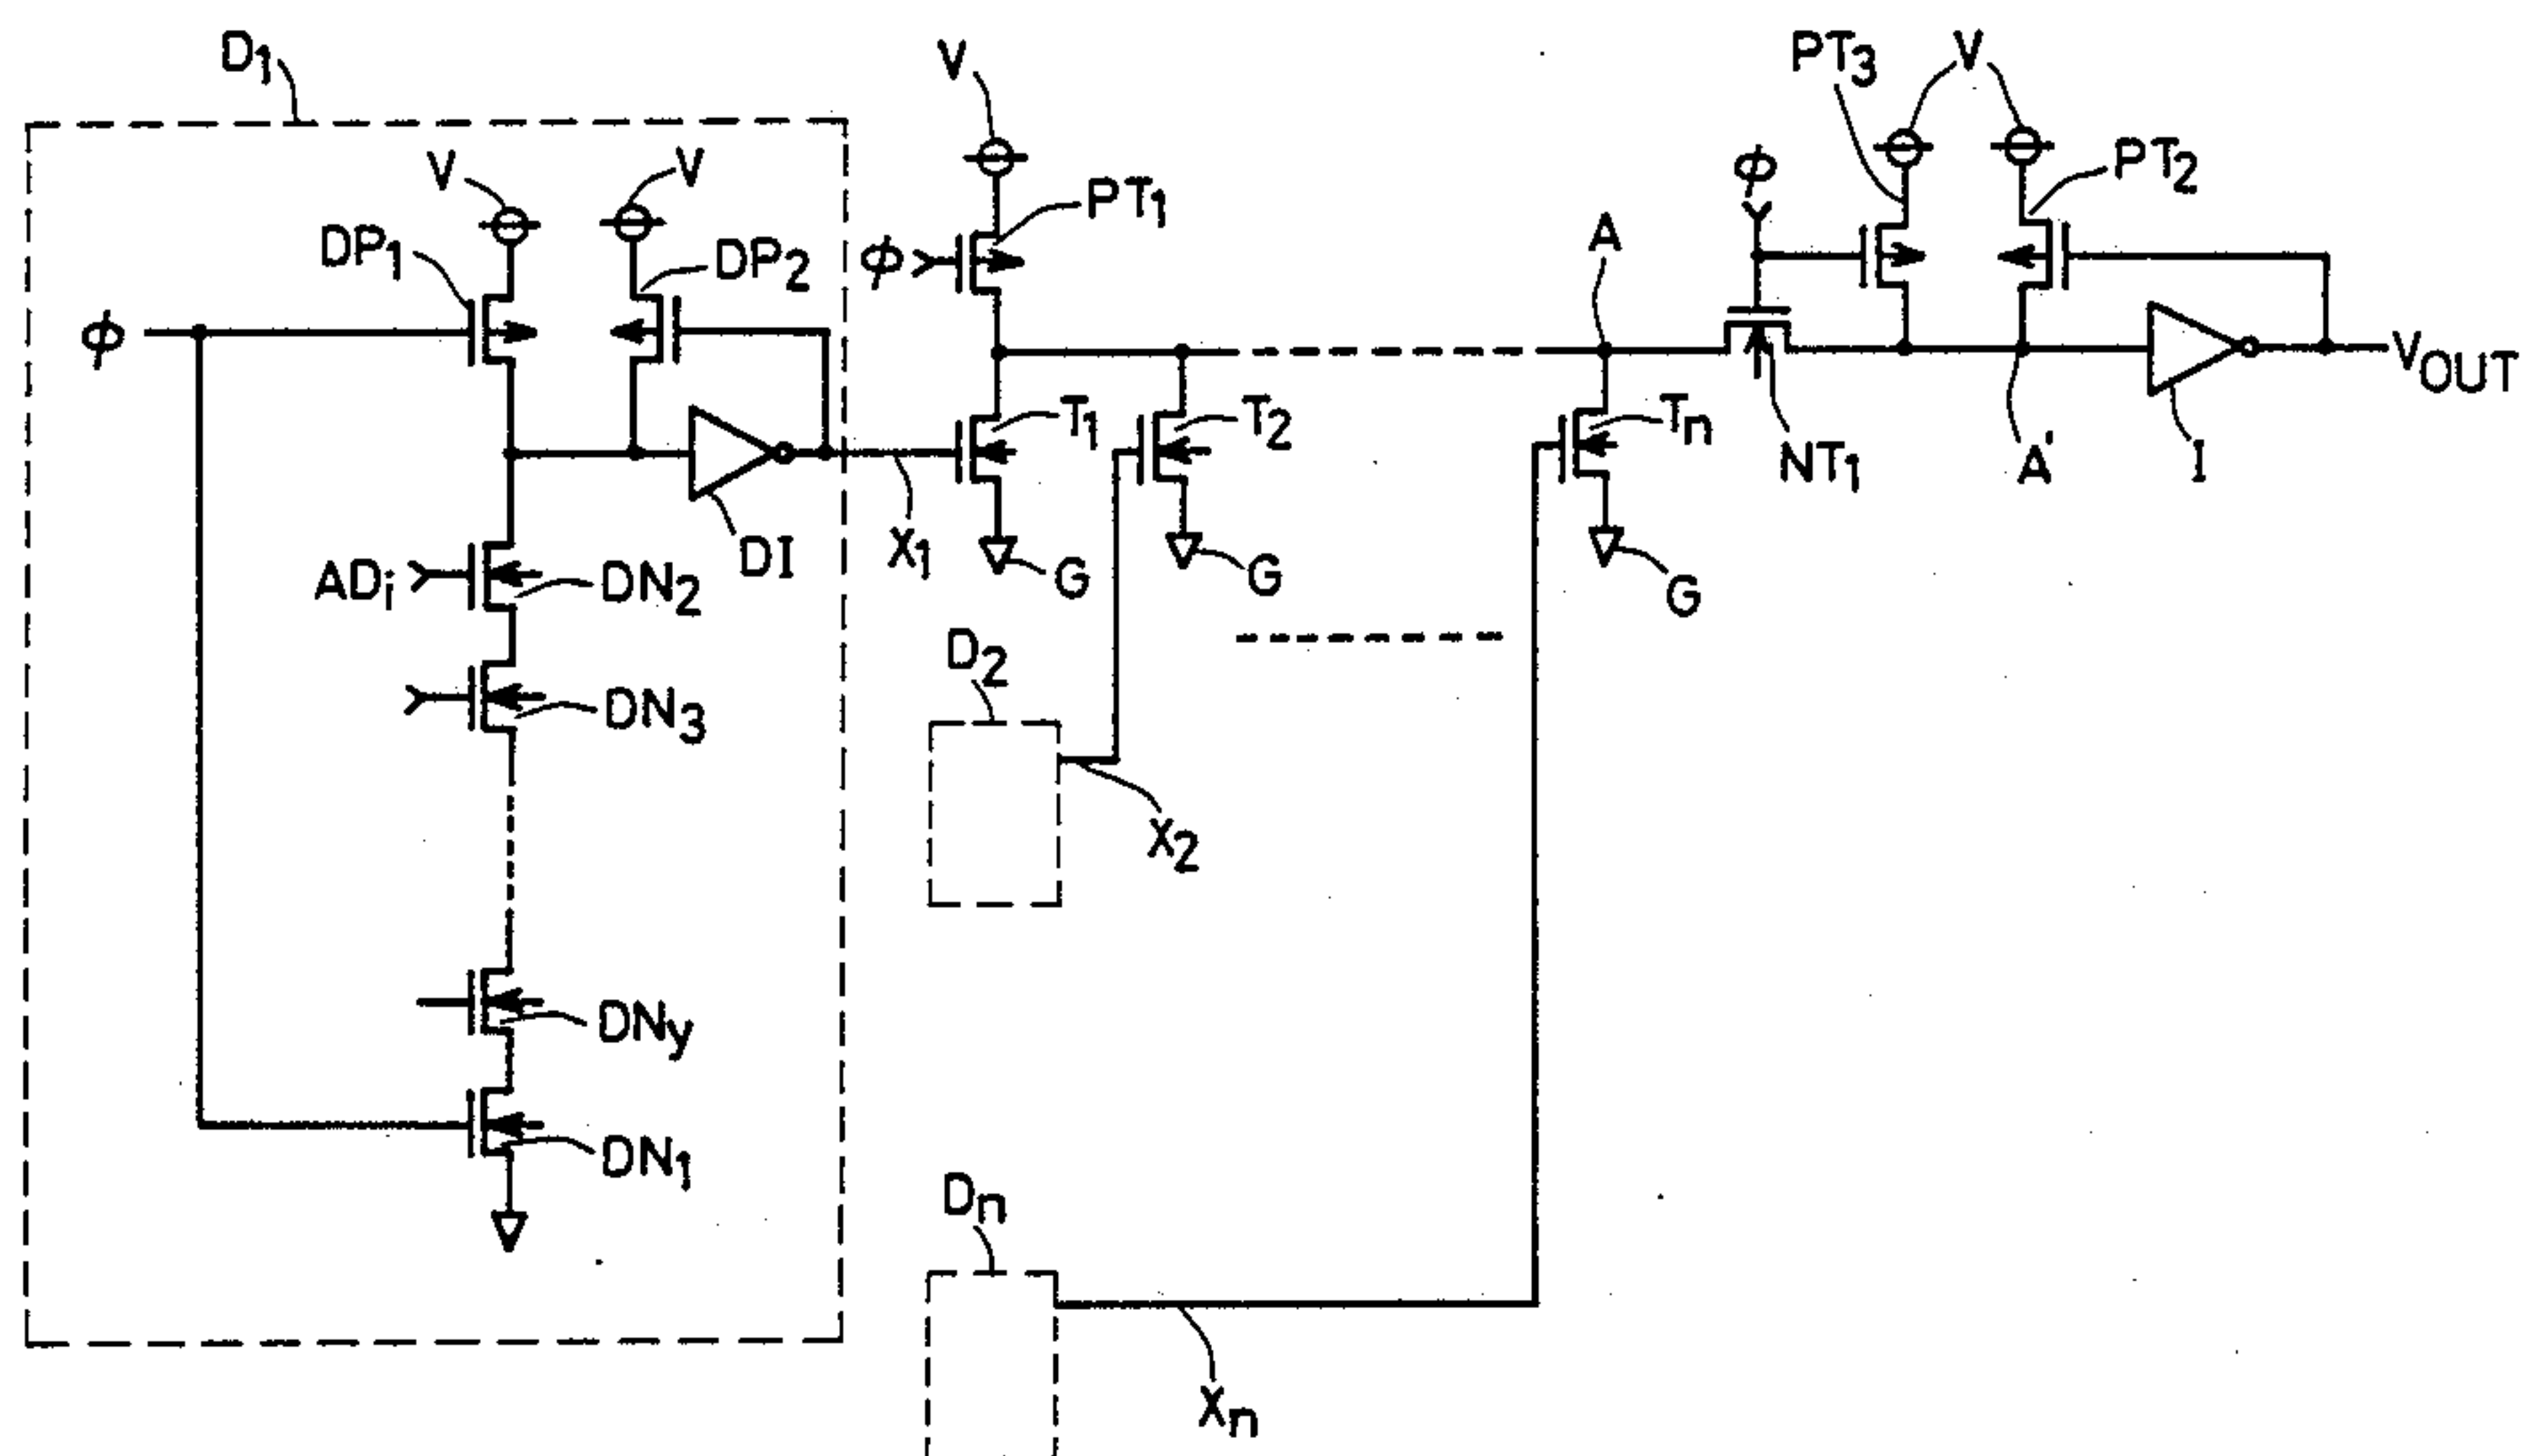 D1
V
PT3
V
V
V
PT1
ϕ
PT2
DP1
DP2
ϕ
A
ϕ
T1
T2
Tn
NT1
A'
I
VOUT
DI
X1
G
G
G
ADi
DN2
DN3
D2
X2
DNy
DN1
Dn
Xn